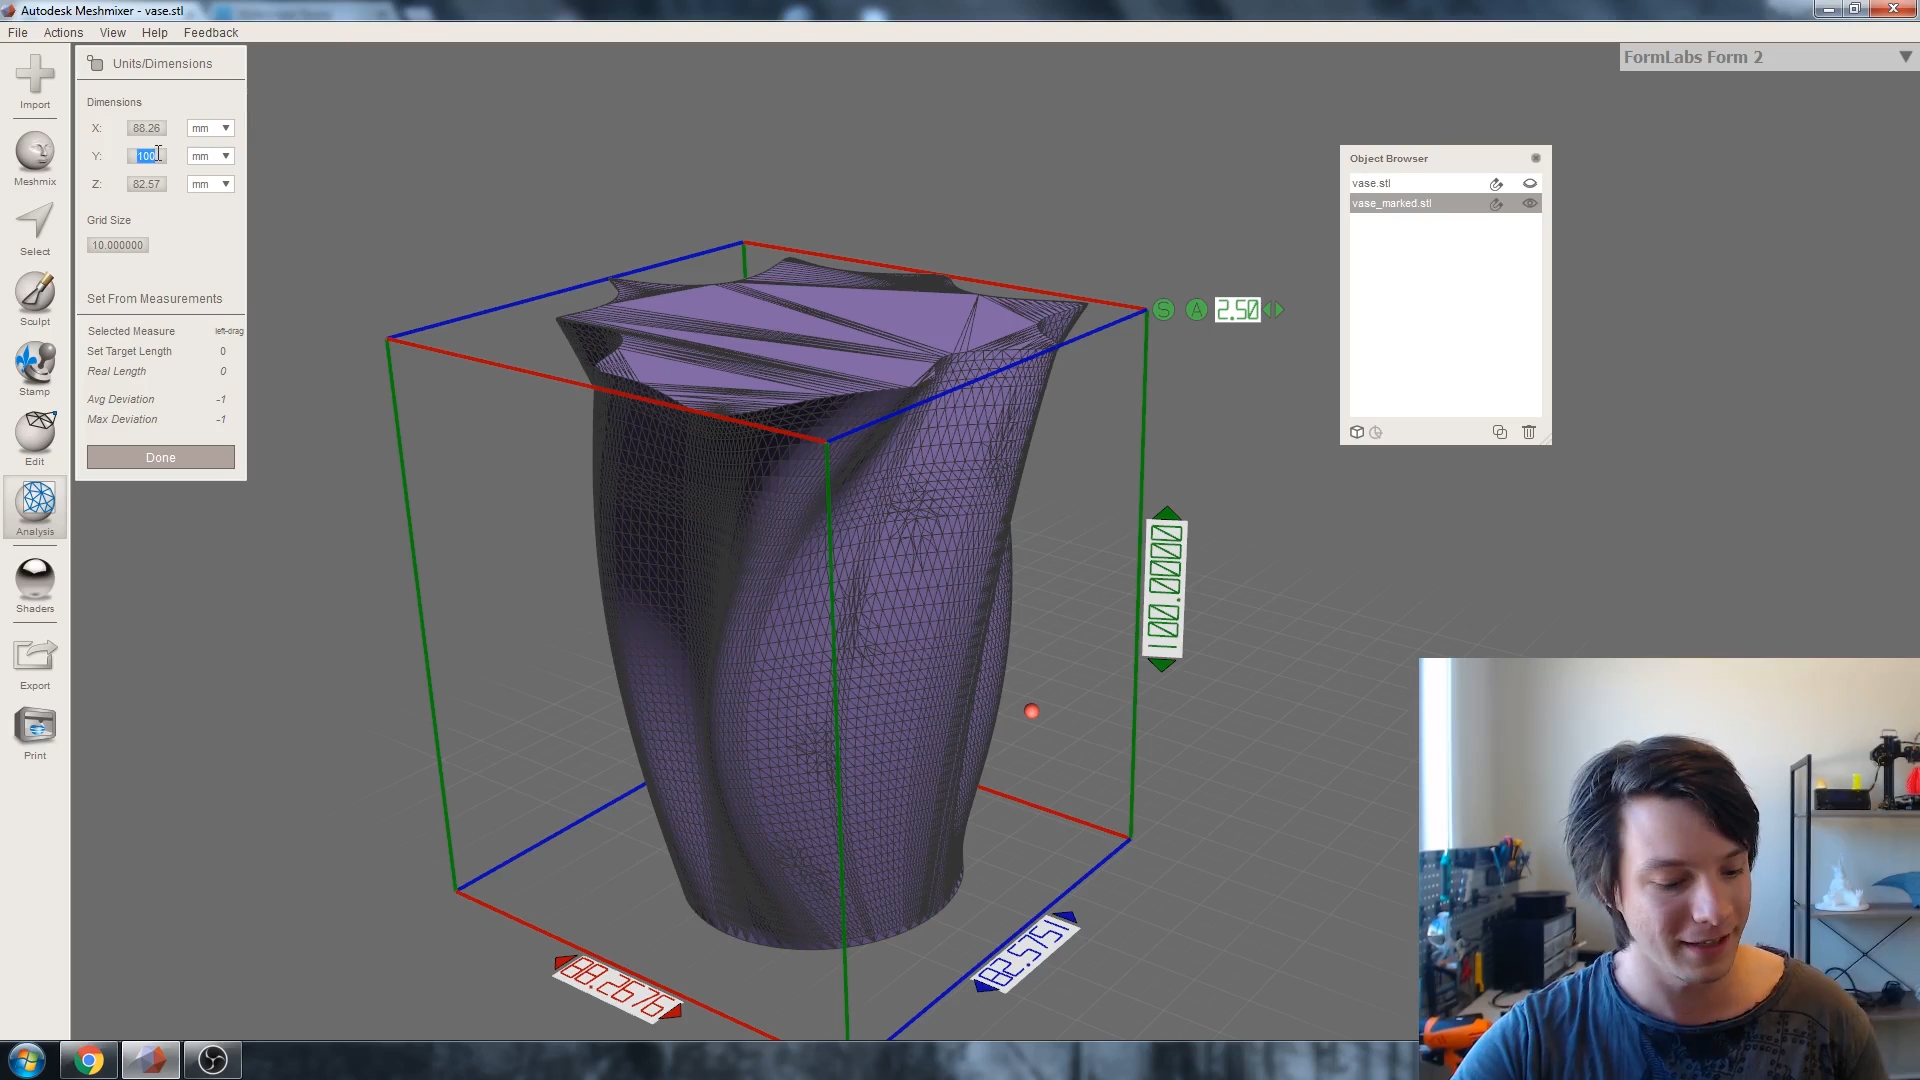 Autodesk Meshmixer - vase.stl
File Actions View Help Feedback
Import
Meshmix
Select
Sculpt
Stamp
Edit
Analysis
Shaders
Export
Print
Units/Dimensions
Dimensions
X: 88.26 mm
Y: 100 mm
Z: 82.57 mm
Grid Size
10.000000
Set From Measurements
Selected Measure left-drag
Set Target Length 0
Real Length 0
Avg Deviation -1
Max Deviation -1
Done
S A 2.50
100.0000
88.2676
82.5751
FormLabs Form 2
Object Browser
vase.stl
vase_marked.stl